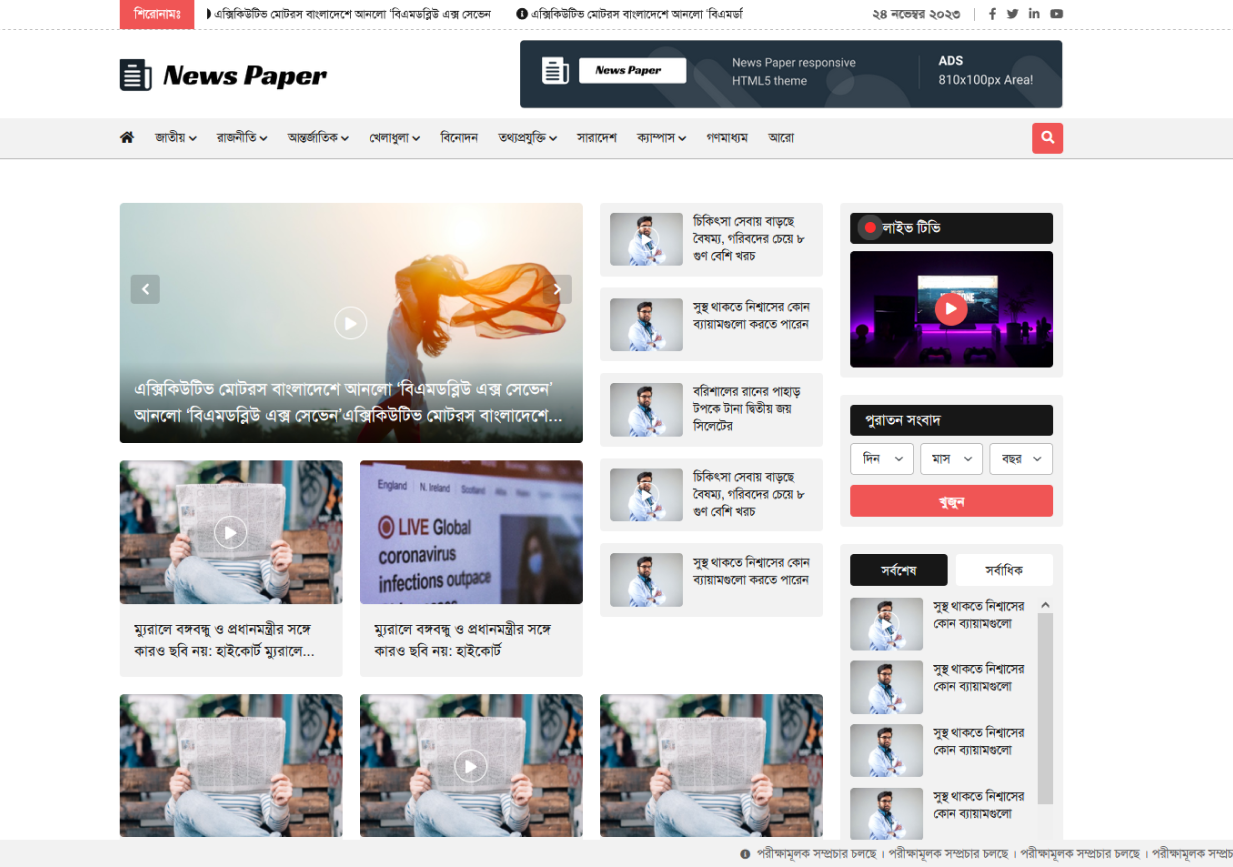 শিরোনামঃ
এক্সিকিউটিভ মোটরস বাংলাদেশে আনলো 'বিএমডব্লিউ এক্স সেভেন
এক্সিকিউটিভ মোটরস বাংলাদেশে আনলো 'বিএমডব্লিউ
২৪ নভেম্বর ২০২৩
News Paper
News Paper
News Paper responsive
HTML5 theme
ADS
810x100px Area!
জাতীয়
রাজনীতি
আন্তর্জাতিক
খেলাধুলা
বিনোদন
তথ্যপ্রযুক্তি
সারাদেশ
ক্যাম্পাস
গণমাধ্যম
আরো
এক্সিকিউটিভ মোটরস বাংলাদেশে আনলো 'বিএমডব্লিউ এক্স সেভেন'
আনলো 'বিএমডব্লিউ এক্স সেভেন'এক্সিকিউটিভ মোটরস বাংলাদেশে...
England
N. Ireland
Scotland
LIVE Global
coronavirus
infections outpace
ম্যুরালে বঙ্গবন্ধু ও প্রধানমন্ত্রীর সঙ্গে
কারও ছবি নয়: হাইকোর্ট ম্যুরালে...
ম্যুরালে বঙ্গবন্ধু ও প্রধানমন্ত্রীর সঙ্গে
কারও ছবি নয়: হাইকোর্ট
চিকিৎসা সেবায় বাড়ছে
বৈষম্য, গরিবদের চেয়ে ৮
গুণ বেশি খরচ
সুস্থ থাকতে নিশ্বাসের কোন
ব্যায়ামগুলো করতে পারেন
বরিশালের রানের পাহাড়
টপকে টানা দ্বিতীয় জয়
সিলেটের
চিকিৎসা সেবায় বাড়ছে
বৈষম্য, গরিবদের চেয়ে ৮
গুণ বেশি খরচ
সুস্থ থাকতে নিশ্বাসের কোন
ব্যায়ামগুলো করতে পারেন
লাইভ টিভি
পুরাতন সংবাদ
দিন
মাস
বছর
খুজুন
সর্বশেষ
সর্বাধিক
সুস্থ থাকতে নিশ্বাসের
কোন ব্যায়ামগুলো
সুস্থ থাকতে নিশ্বাসের
কোন ব্যায়ামগুলো
সুস্থ থাকতে নিশ্বাসের
কোন ব্যায়ামগুলো
সুস্থ থাকতে নিশ্বাসের
কোন ব্যায়ামগুলো
পরীক্ষামূলক সম্প্রচার চলছে । পরীক্ষামূলক সম্প্রচার চলছে । পরীক্ষামূলক সম্প্রচার চলছে । পরীক্ষামূলক